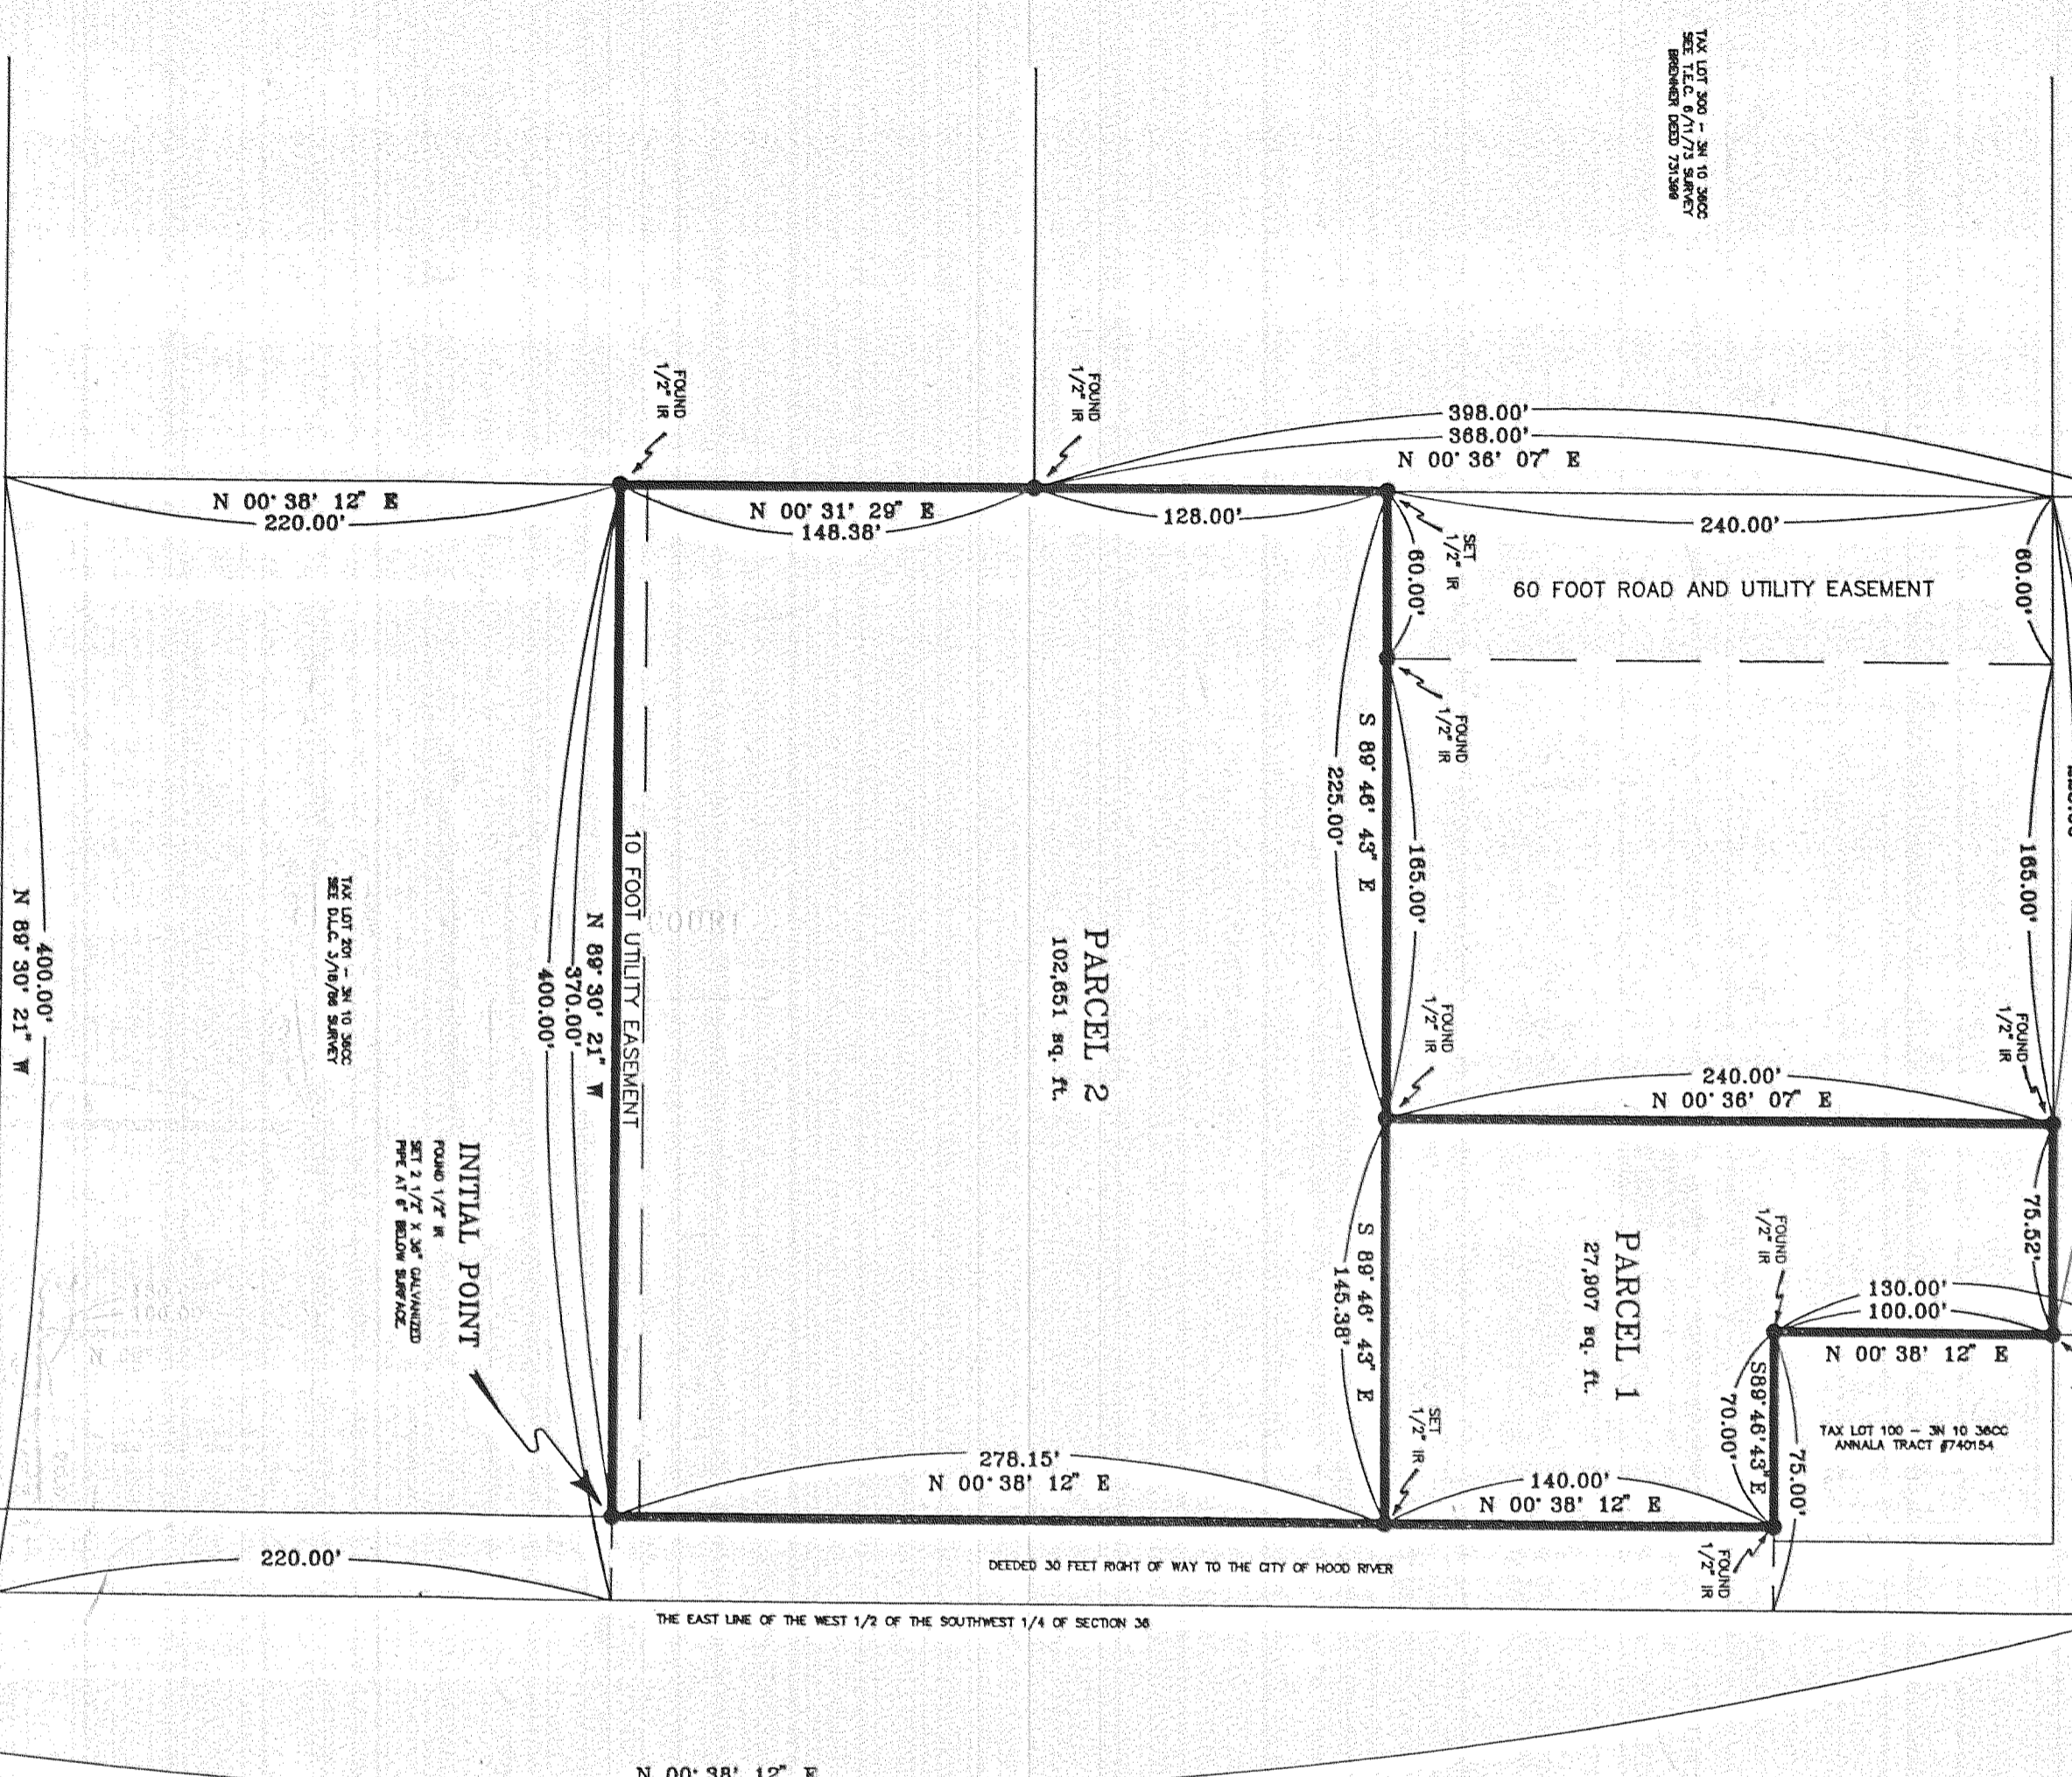 TAX LOT 300 - 3N 10 36CC
SEE T.E.C. 6/11/73 SURVEY
BRENNER DEED 731399
FOUND
1/2" IR
FOUND
1/2" IR
398.00'
368.00'
N 00° 36' 07" E
N 00° 38' 12" E
220.00'
N 00° 31' 29" E
148.38'
128.00'
SET
1/2" IR
240.00'
60.00'
60.00'
60 FOOT ROAD AND UTILITY EASEMENT
FOUND
1/2" IR
S 89° 46' 43" E
225.00'
165.00'
165.00'
10 FOOT UTILITY EASEMENT
N 89° 30' 21" W
370.00'
400.00'
TAX LOT 201 - 3N 10 36CC
SEE D.L.C. 3/18/86 SURVEY
400.00'
N 89° 30' 21" W
PARCEL 2
102,651 sq. ft.
FOUND
1/2" IR
FOUND
1/2" IR
240.00'
N 00° 36' 07" E
INITIAL POINT
FOUND 1/2" IR
SET 2 1/2" X 36" GALVANIZED
PIPE AT 6" BELOW SURFACE.
S 89° 46' 43" E
145.38'
PARCEL 1
27,907 sq. ft.
FOUND
1/2" IR
75.52'
130.00'
100.00'
N 00° 38' 12" E
S89°46'43"E
70.00'
75.00'
TAX LOT 100 - 3N 10 36CC
ANNALA TRACT #740154
SET
1/2" IR
278.15'
N 00° 38' 12" E
140.00'
N 00° 38' 12" E
FOUND
1/2" IR
220.00'
DEEDED 30 FEET RIGHT OF WAY TO THE CITY OF HOOD RIVER
THE EAST LINE OF THE WEST 1/2 OF THE SOUTHWEST 1/4 OF SECTION 36
N 00° 38' 12" E